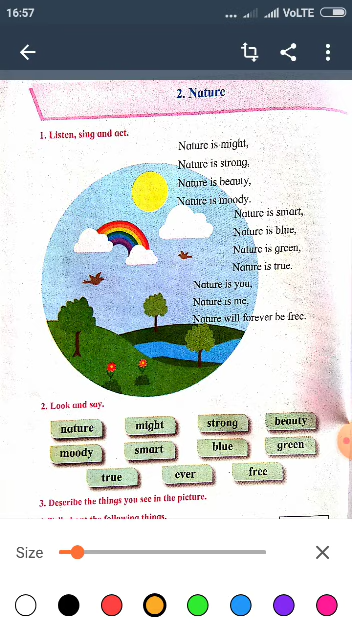 16:57
VoLTE
2. Nature
1. Listen, sing and act.
Nature is might,
Nature is strong,
Nature is beauty,
Nature is moody.
Nature is smart,
Nature is blue,
Nature is green,
Nature is true.
Nature is you,
Nature is me,
Nature will forever be free.
2. Look and say.
nature might strong beauty
moody smart blue green
true ever free
3. Describe the things you see in the picture.
the following things.
Size